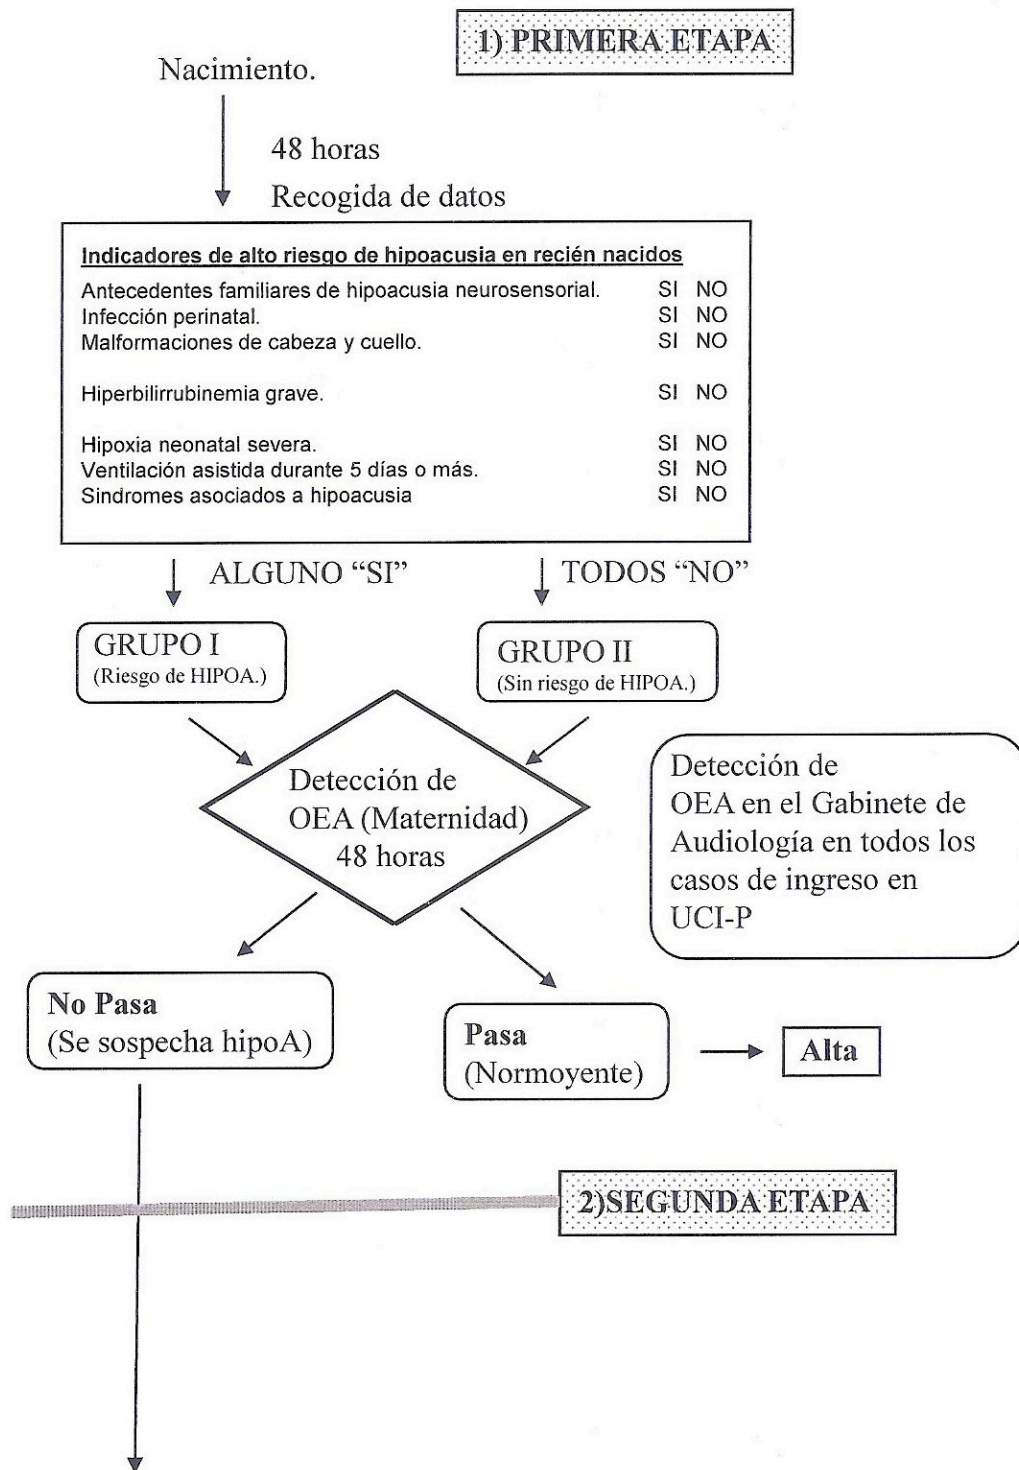 1) PRIMERA ETAPA
Nacimiento.
48 horas
Recogida de datos
Indicadores de alto riesgo de hipoacusia en recién nacidos
Antecedentes familiares de hipoacusia neurosensorial. SI NO
Infección perinatal. SI NO
Malformaciones de cabeza y cuello. SI NO
Hiperbilirrubinemia grave. SI NO
Hipoxia neonatal severa. SI NO
Ventilación asistida durante 5 días o más. SI NO
Sindromes asociados a hipoacusia SI NO
ALGUNO “SI”
TODOS “NO”
GRUPO I
(Riesgo de HIPOA.)
GRUPO II
(Sin riesgo de HIPOA.)
Detección de
OEA (Maternidad)
48 horas
Detección de
OEA en el Gabinete de
Audiología en todos los
casos de ingreso en
UCI-P
No Pasa
(Se sospecha hipoA)
Pasa
(Normoyente)
Alta
2)SEGUNDA ETAPA